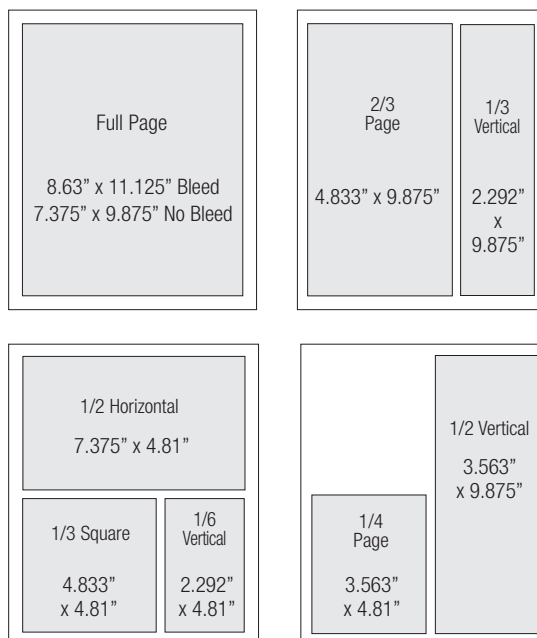 Full Page
8.63” x 11.125” Bleed
7.375” x 9.875” No Bleed
2/3
Page
4.833” x 9.875”
1/3
Vertical
2.292”
x
9.875”
1/2 Horizontal
7.375” x 4.81”
1/3 Square
4.833”
x 4.81”
1/6
Vertical
2.292”
x 4.81”
1/4
Page
3.563”
x 4.81”
1/2 Vertical
3.563”
x 9.875”